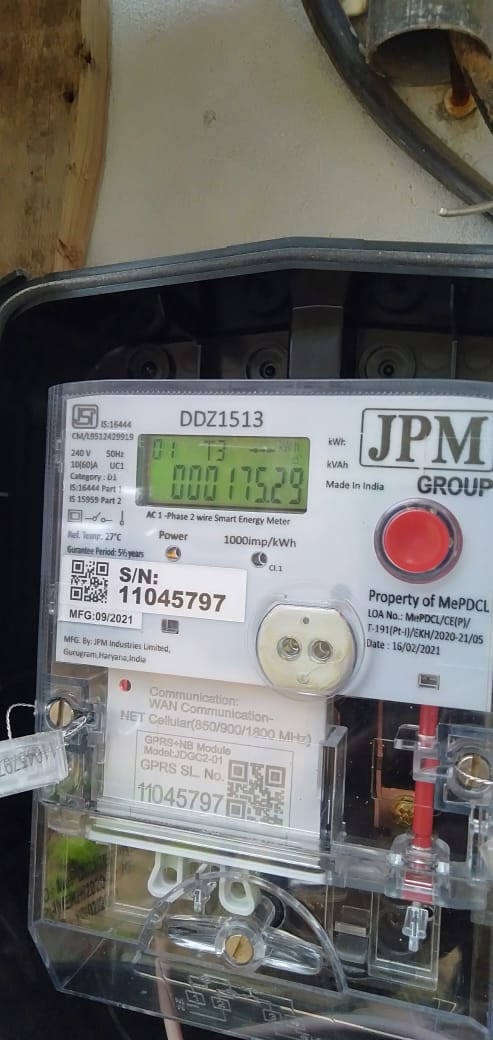 IS:16444
CM/L9512429919
DDZ1513
JPM
GROUP
240 V 50Hz
10(60)A UC1
Category : D1
IS:16444 Part 1
IS 15959 Part 2
01 T3
000175.29
kWh
kVAh
Made in India
AC 1 -Phase 2 wire Smart Energy Meter
Ref. Temp. 27°C
Gurantee Period: 5½ years
Power
1000imp/kWh
Cl.1
S/N:
11045797
MFG:09/2021
Property of MePDCL
LOA No.: MePDCL/CE(P)/
T-191(Pt-I)/EKH/2020-21/05
Date : 16/02/2021
MFG. By: JPM Industries Limited,
Gurugram,Haryana,India
Communication:
WAN Communication-
NET Cellular(850/900/1800 MHz)
GPRS+NB Module
Model:JDGC2-01
GPRS SL. No.
11045797
11045797